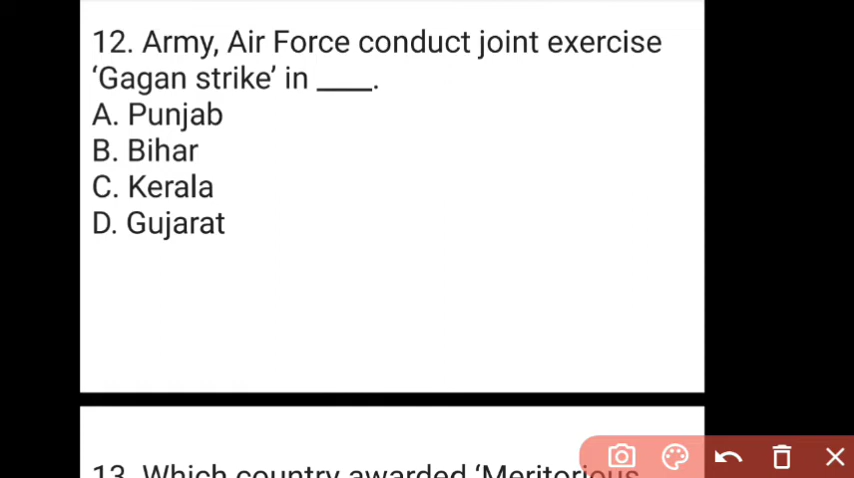 12. Army, Air Force conduct joint exercise
‘Gagan strike’ in ____.
A. Punjab
B. Bihar
C. Kerala
D. Gujarat
13. Which country awarded ‘Meritorious